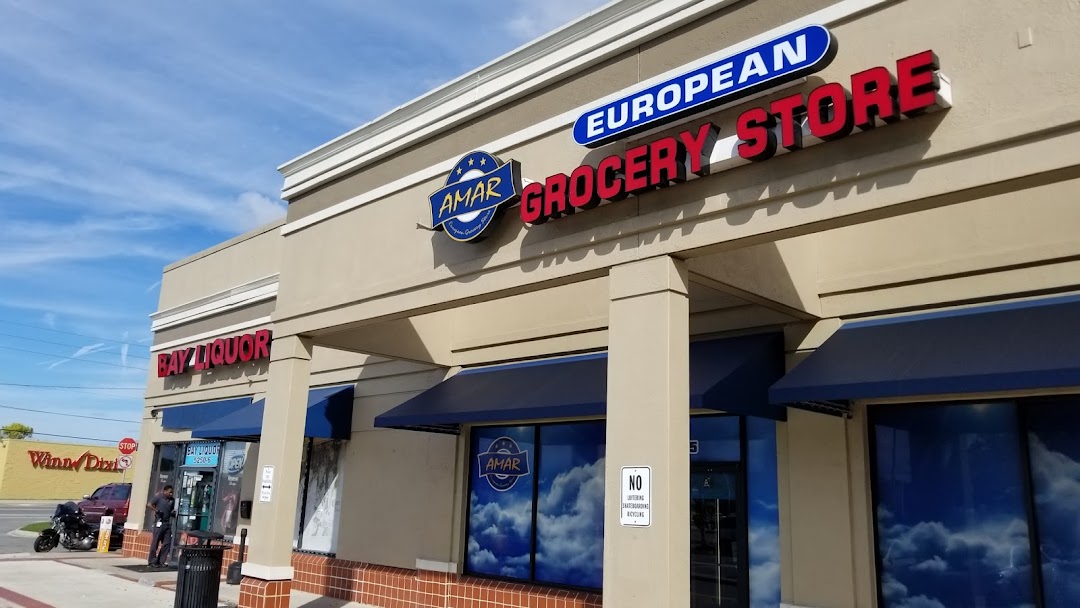 EUROPEAN
AMAR
GROCERY STORE
BAY LIQUOR
Winn Dixie
STOP
BAY LIQUOR
AMAR
NO
LOITERING
SKATEBOARDING
BICYCLING